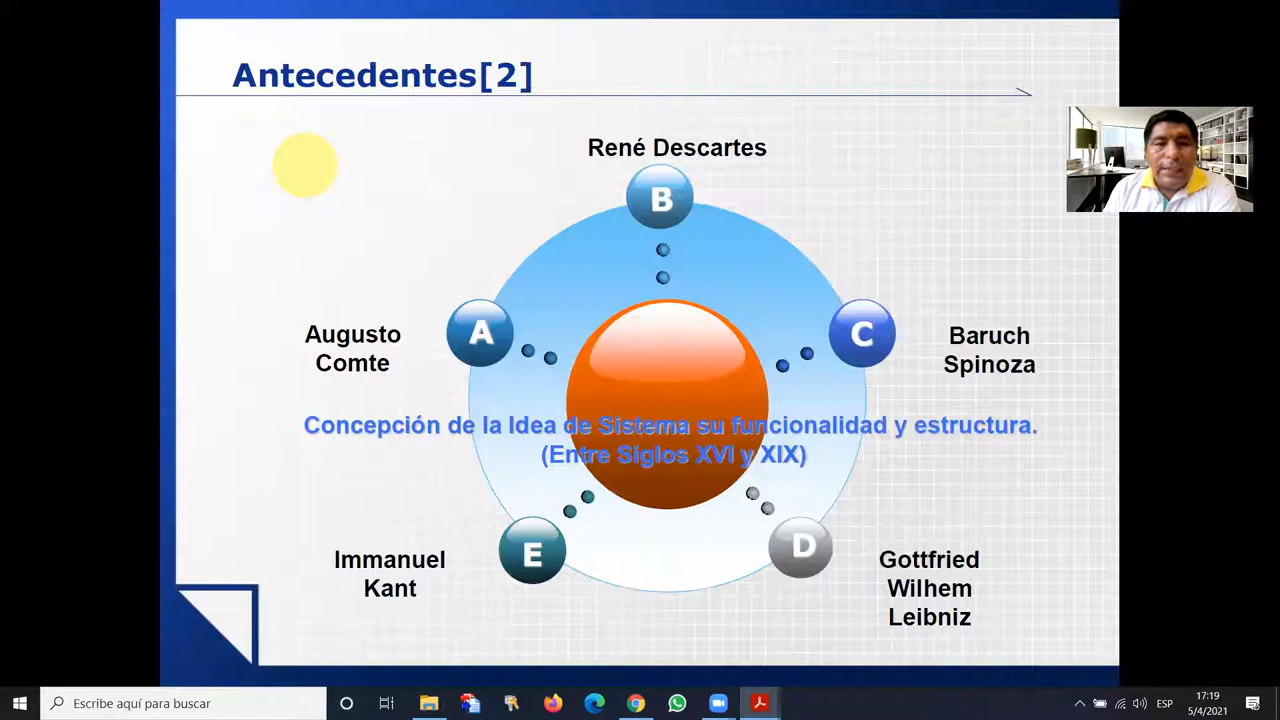 Antecedentes[2]
René Descartes
B
Augusto
Comte
A
C
Baruch
Spinoza
Concepción de la Idea de Sistema su funcionalidad y estructura.
(Entre Siglos XVI y XIX)
Immanuel
Kant
E
D
Gottfried
Wilhem
Leibniz
Escribe aquí para buscar
ESP
17:19
5/4/2021